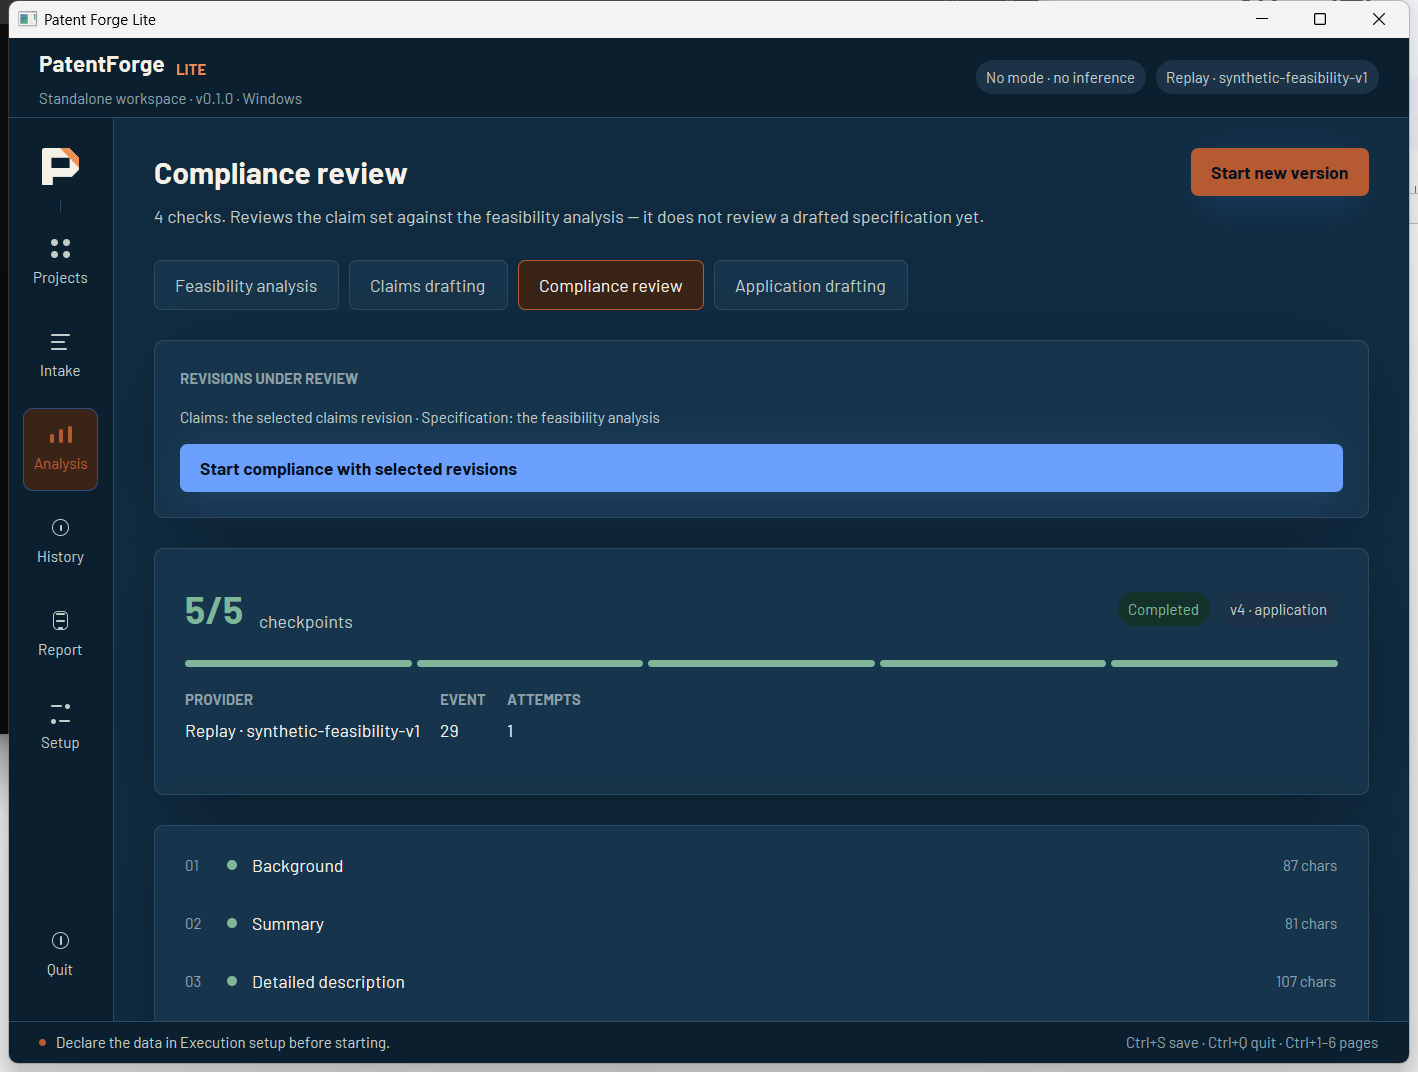 Patent Forge Lite
PatentForge LITE
Standalone workspace · v0.1.0 · Windows
No mode · no inference
Replay · synthetic-feasibility-v1
Projects
Intake
Analysis
History
Report
Setup
Quit
Compliance review
Start new version
4 checks. Reviews the claim set against the feasibility analysis — it does not review a drafted specification yet.
Feasibility analysis
Claims drafting
Compliance review
Application drafting
REVISIONS UNDER REVIEW
Claims: the selected claims revision · Specification: the feasibility analysis
Start compliance with selected revisions
5/5 checkpoints
Completed
v4 · application
PROVIDER EVENT ATTEMPTS
Replay · synthetic-feasibility-v1 29 1
01 Background 87 chars
02 Summary 81 chars
03 Detailed description 107 chars
Declare the data in Execution setup before starting.
Ctrl+S save · Ctrl+Q quit · Ctrl+1–6 pages